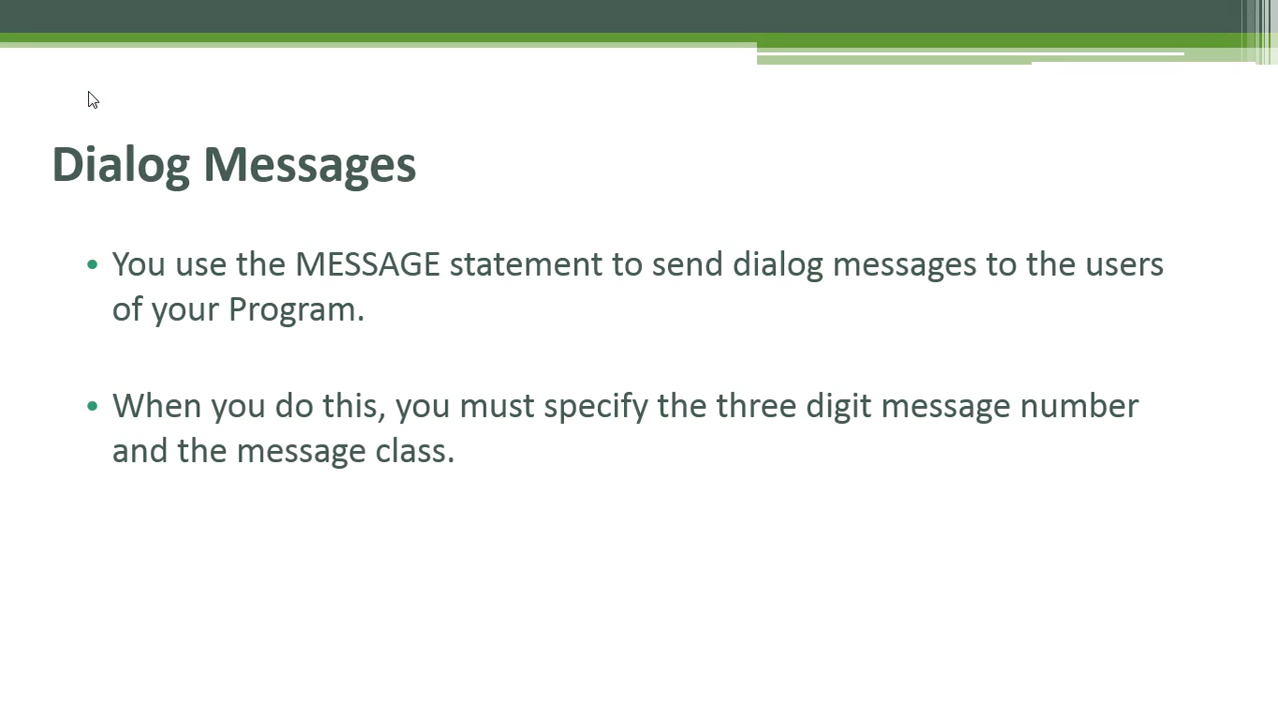 Dialog Messages
• You use the MESSAGE statement to send dialog messages to the users
of your Program.
• When you do this, you must specify the three digit message number
and the message class.